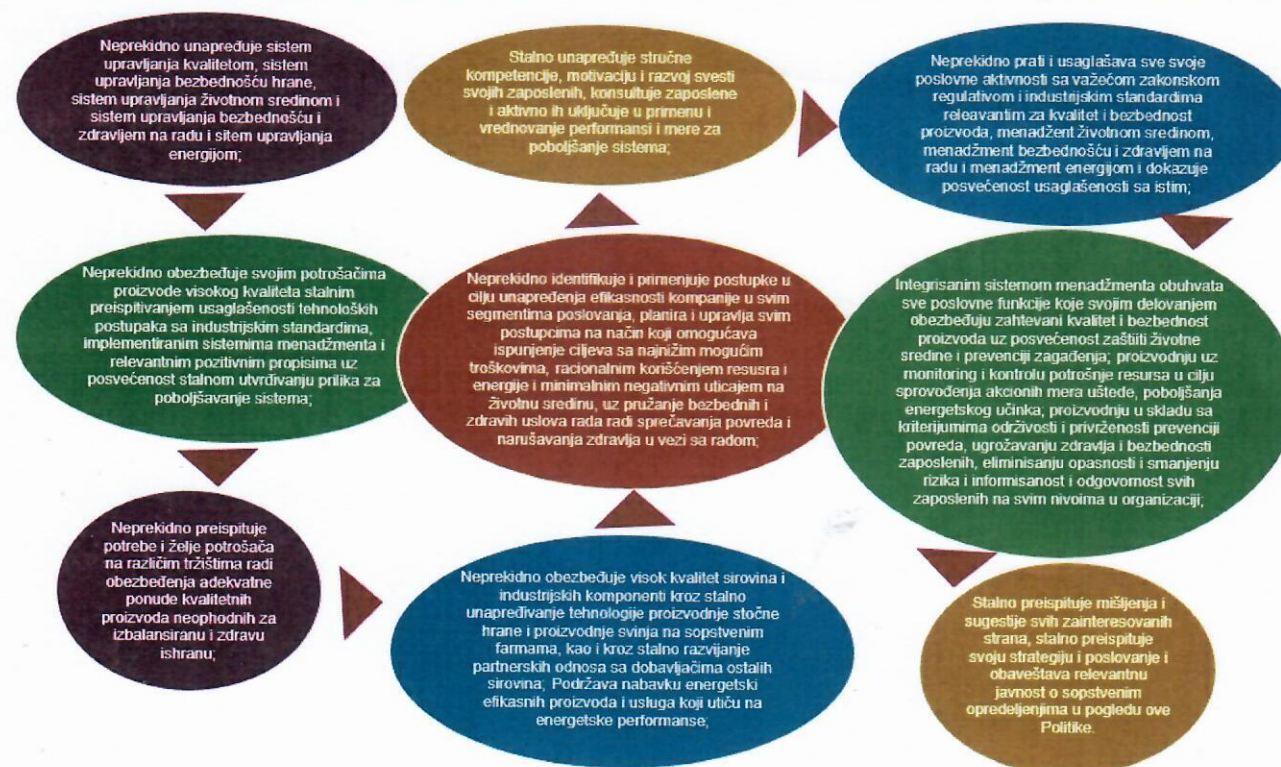 Neprekidno unapređuje sistem
upravljanja kvalitetom, sistem
upravljanja bezbednošću hrane,
sistem upravljanja životnom sredinom i
sistem upravljanja bezbednošću i
zdravljem na radu i sitem upravljanja
energijom;
Neprekidno obezbeđuje svojim potrošačima
proizvode visokog kvaliteta stalnim
preispitivanjem usaglašenosti tehnoloških
postupaka sa industrijskim standardima,
implementiranim sistemima menadžmenta i
relevantnim pozitivnim propisima uz
posvećenost stalnom utvrđivanju prilika za
poboljšavanje sistema;
Neprekidno preispituje
potrebe i želje potrošača
na različim tržištima radi
obezbeđenja adekvatne
ponude kvalitetnih
proizvoda neophodnih za
izbalansiranu i zdravu
ishranu;
Neprekidno obezbeđuje visok kvalitet sirovina i
industrijskih komponenti kroz stalno
unapređivanje tehnologije proizvodnje stočne
hrane i proizvodnje svinja na sopstvenim
farmama, kao i kroz stalno razvijanje
partnerskih odnosa sa dobavljačima ostalih
sirovina; Podržava nabavku energetski
efikasnih proizvoda i usluga koji utiču na
energetske performanse;
Neprekidno identifikuje i primenjuje postupke u
cilju unapređenja efikasnosti kompanije u svim
segmentima poslovanja, planira i upravlja svim
postupcima na način koji omogućava
ispunjenje ciljeva sa najnižim mogućim
troškovima, racionalnim korišćenjem resusra i
energije i minimalnim negativnim uticajem na
životnu sredinu, uz pružanje bezbednih i
zdravih uslova rada radi sprečavanja povreda i
narušavanja zdravlja u vezi sa radom;
Stalno unapređuje stručne
kompetencije, motivaciju i razvoj svesti
svojih zaposlenih, konsultuje zaposlene
i aktivno ih uključuje u primenu i
vrednovanje performansi i mere za
poboljšanje sistema;
Neprekidno prati i usaglašava sve svoje
poslovne aktivnosti sa važećom zakonskom
regulativom i industrijskim standardima
releavantim za kvalitet i bezbednost
proizvoda, menadžent životnom sredinom,
menadžment bezbednošću i zdravljem na
radu i menadžment energijom i dokazuje
posvećenost usaglašenosti sa istim;
Integrisanim sistemom menadžmenta obuhvata
sve poslovne funkcije koje svojim delovanjem
obezbeđuju zahtevani kvalitet i bezbednost
proizvoda uz posvećenost zaštiti životne
sredine i prevenciji zagađenja; proizvodnju uz
monitoring i kontrolu potrošnje resursa u cilju
sprovođenja akcionih mera uštede, poboljšanja
energetskog učinka; proizvodnju u skladu sa
kriterijumima održivosti i privrženosti prevenciji
povreda, ugrožavanju zdravlja i bezbednosti
zaposlenih, eliminisanju opasnosti i smanjenju
rizika i informisanost i odgovornost svih
zaposlenih na svim nivoima u organizaciji;
Stalno preispituje mišljenja i
sugestije svih zainteresovanih
strana, stalno preispituje
svoju strategiju i poslovanje i
obaveštava relevantnu
javnost o sopstvenim
opredeljenjima u pogledu ove
Politike.